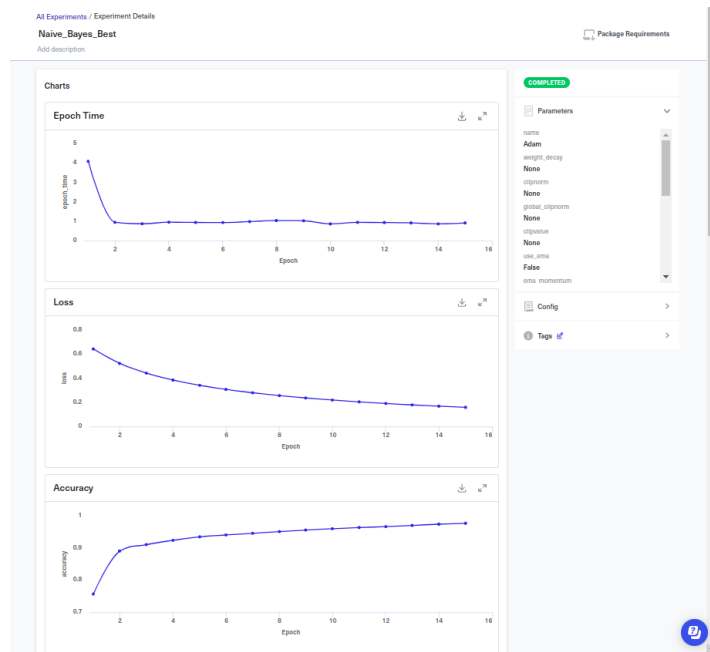 All Experiments / Experiment Details
Naive_Bayes_Best
Package Requirements
Add description
Charts
Epoch Time
5
4
3
2
1
0
epoch_time
2 4 6 8 10 12 14 16
Epoch
Loss
0.8
0.6
0.4
0.2
0
loss
2 4 6 8 10 12 14 16
Epoch
Accuracy
1
0.9
0.8
0.7
accuracy
2 4 6 8 10 12 14 16
Epoch
COMPLETED
Parameters
name
Adam
weight_decay
None
clipnorm
None
global_clipnorm
None
clipvalue
None
use_ema
False
ema_momentum
Config
Tags